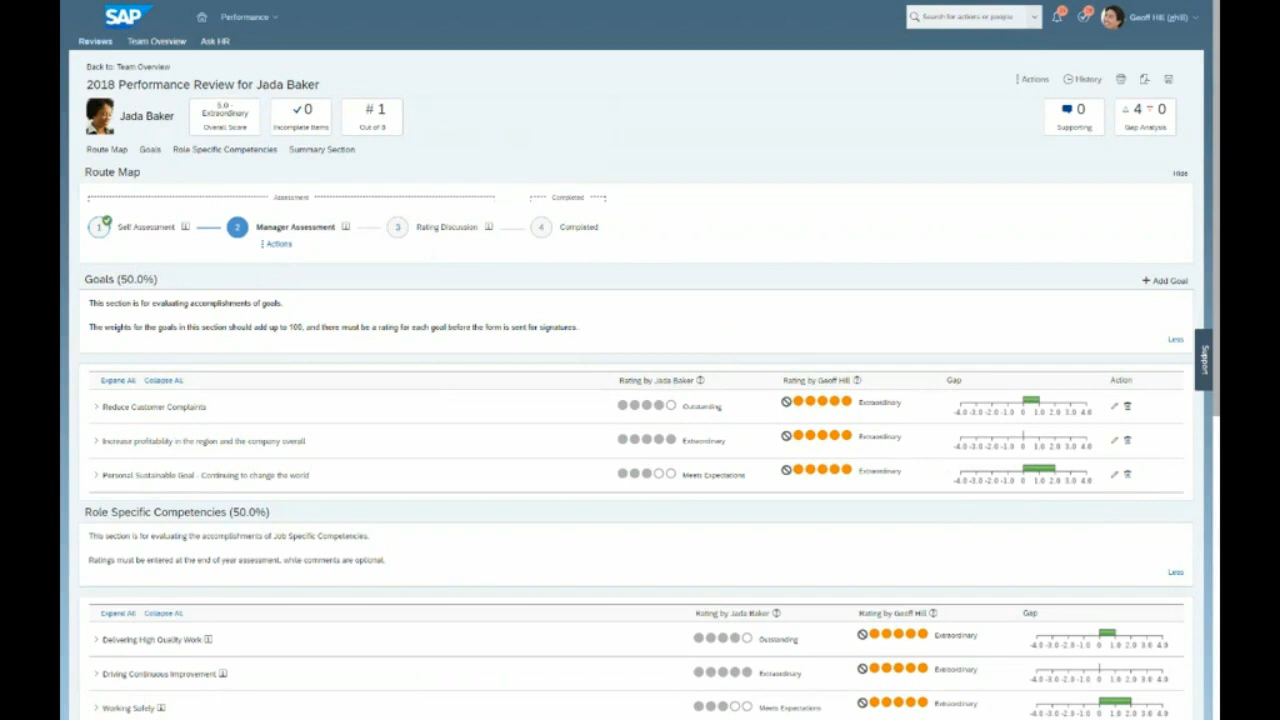 SAP
Performance
Search for actions or people
Geoff Hill (ghill)
Reviews Team Overview Ask HR
Back to: Team Overview
2018 Performance Review for Jada Baker
Actions History
Jada Baker
5.0 - Extraordinary
Overall Score
0
Incomplete Items
# 1
Out of 8
0
Supporting
4 0
Gap Analysis
Route Map Goals Role Specific Competencies Summary Section
Route Map
Hide
Assessment Completed
1 Self Assessment 2 Manager Assessment 3 Rating Discussion 4 Completed
Actions
Goals (50.0%)
+ Add Goal
This section is for evaluating accomplishments of goals.
The weights for the goals in this section should add up to 100, and there must be a rating for each goal before the form is sent for signatures.
Less
Support
Expand All Collapse All Rating by Jada Baker Rating by Geoff Hill Gap Action
Reduce Customer Complaints Outstanding Extraordinary
-4.0 -3.0 -2.0 -1.0 0 1.0 2.0 3.0 4.0
Increase profitability in the region and the company overall Extraordinary Extraordinary
-4.0 -3.0 -2.0 -1.0 0 1.0 2.0 3.0 4.0
Personal Sustainable Goal - Continuing to change the world Meets Expectations Extraordinary
-4.0 -3.0 -2.0 -1.0 0 1.0 2.0 3.0 4.0
Role Specific Competencies (50.0%)
This section is for evaluating the accomplishments of Job Specific Competencies.
Ratings must be entered at the end of year assessment, while comments are optional.
Less
Expand All Collapse All Rating by Jada Baker Rating by Geoff Hill Gap
Delivering High Quality Work Outstanding Extraordinary
-4.0 -3.0 -2.0 -1.0 0 1.0 2.0 3.0 4.0
Driving Continuous Improvement Extraordinary Extraordinary
-4.0 -3.0 -2.0 -1.0 0 1.0 2.0 3.0 4.0
Working Safely Meets Expectations Extraordinary
-4.0 -3.0 -2.0 -1.0 0 1.0 2.0 3.0 4.0